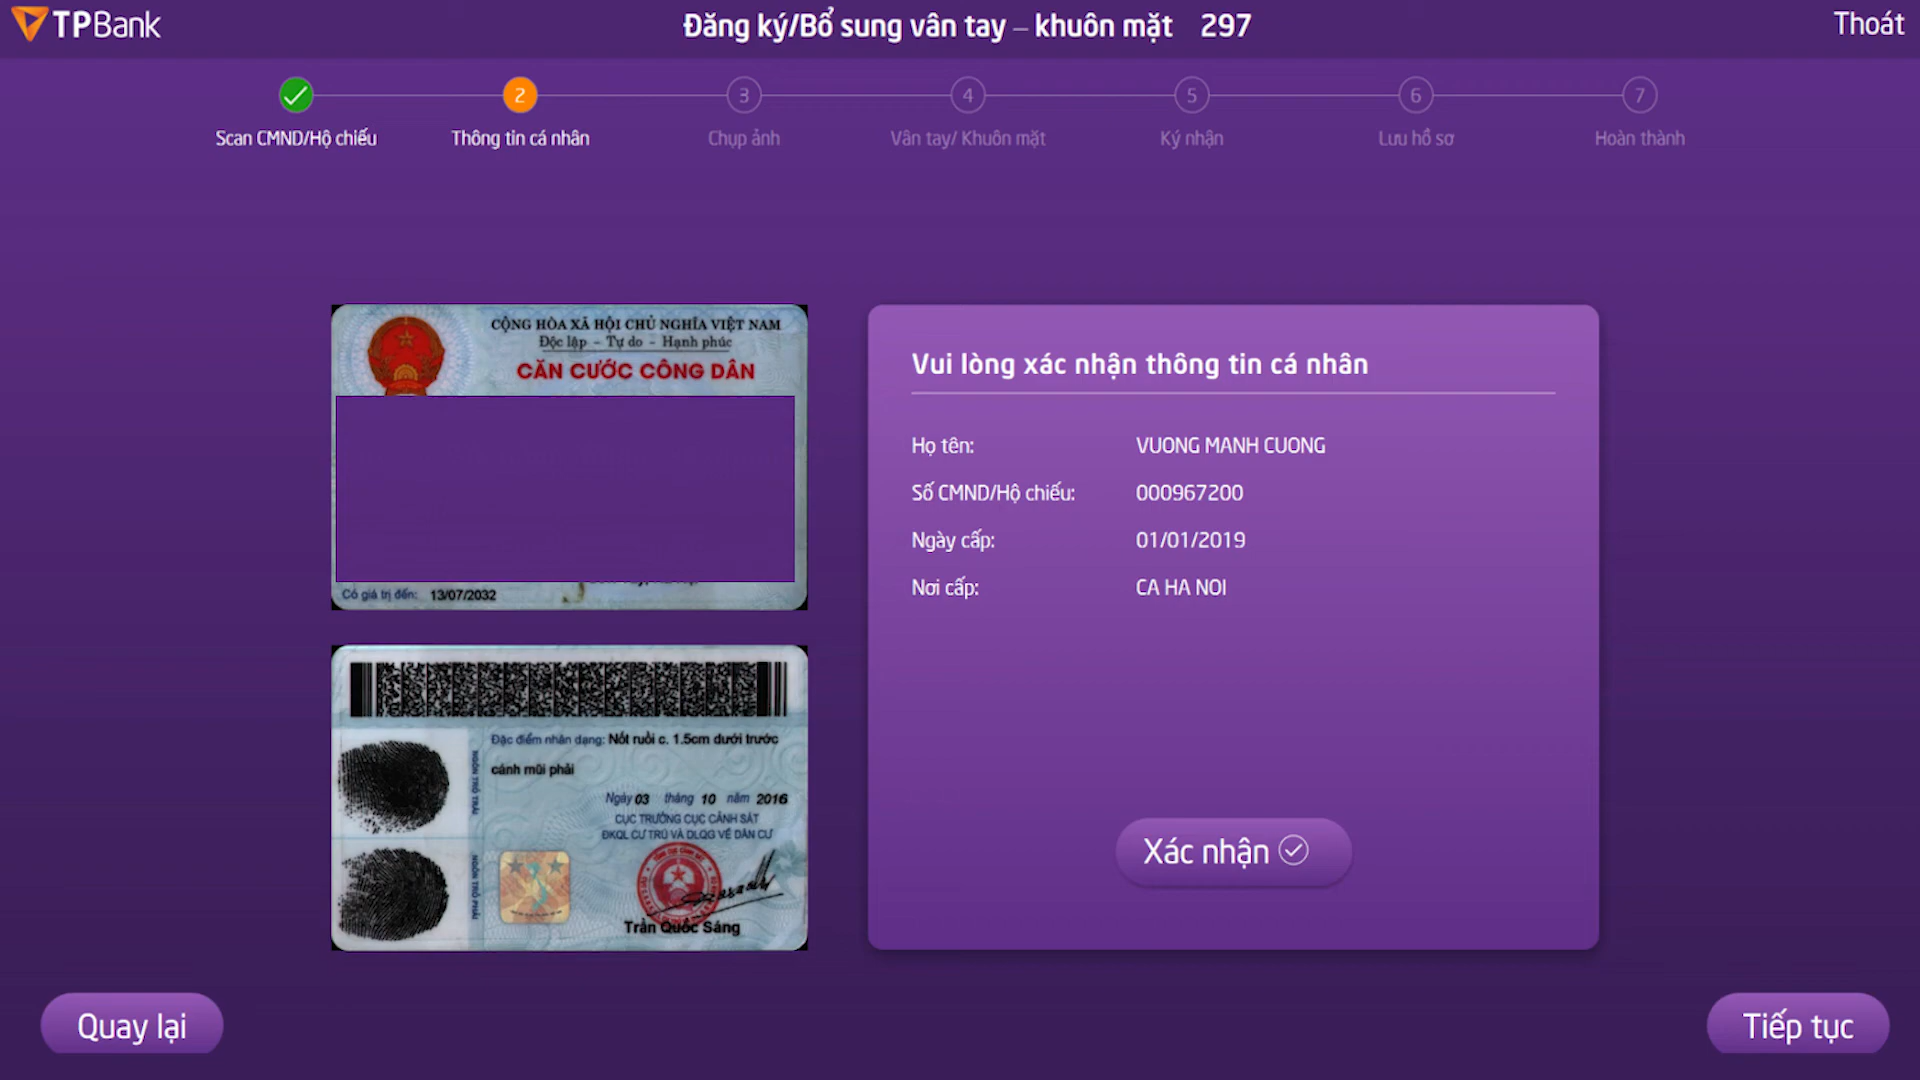 TPBank
Đăng ký/Bổ sung vân tay – khuôn mặt 297
Thoát
2
3
4
5
6
7
Scan CMND/Hộ chiếu
Thông tin cá nhân
Chụp ảnh
Vân tay/ Khuôn mặt
Ký nhận
Lưu hồ sơ
Hoàn thành
CỘNG HÒA XÃ HỘI CHỦ NGHĨA VIỆT NAM
Độc lập – Tự do – Hạnh phúc
CĂN CƯỚC CÔNG DÂN
Có giá trị đến: 13/07/2032
Đặc điểm nhân dạng: Nốt ruồi c. 1.5cm dưới trước
cánh mũi phải
Ngày 03 tháng 10 năm 2016
CỤC TRƯỞNG CỤC CẢNH SÁT
ĐKQL CƯ TRÚ VÀ DLQG VỀ DÂN CƯ
NGÓN TRỎ TRÁI
NGÓN TRỎ PHẢI
Trần Quốc Sáng
Vui lòng xác nhận thông tin cá nhân
Họ tên: VUONG MANH CUONG
Số CMND/Hộ chiếu: 000967200
Ngày cấp: 01/01/2019
Nơi cấp: CA HA NOI
Xác nhận
Quay lại
Tiếp tục